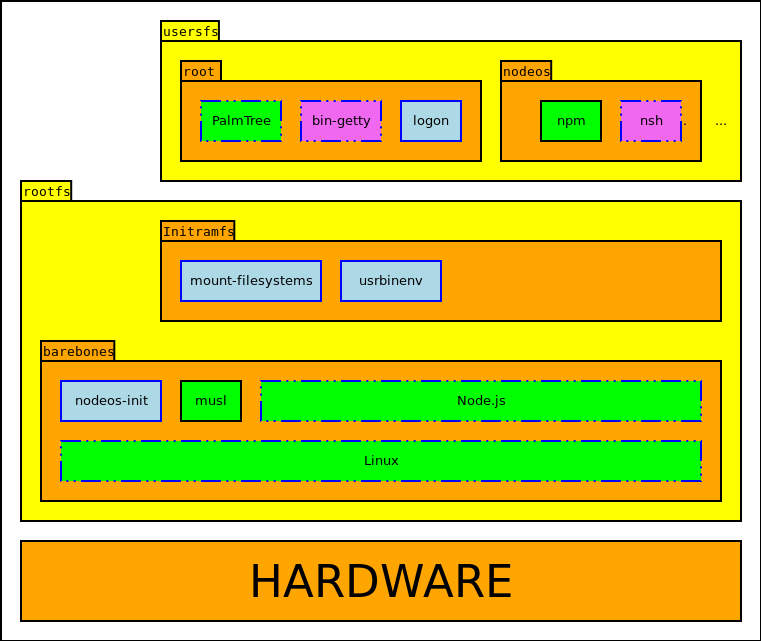 usersfs
root
nodeos
PalmTree
bin-getty
logon
npm
nsh
.
...
rootfs
Initramfs
mount-filesystems
usrbinenv
barebones
nodeos-init
musl
Node.js
Linux
HARDWARE